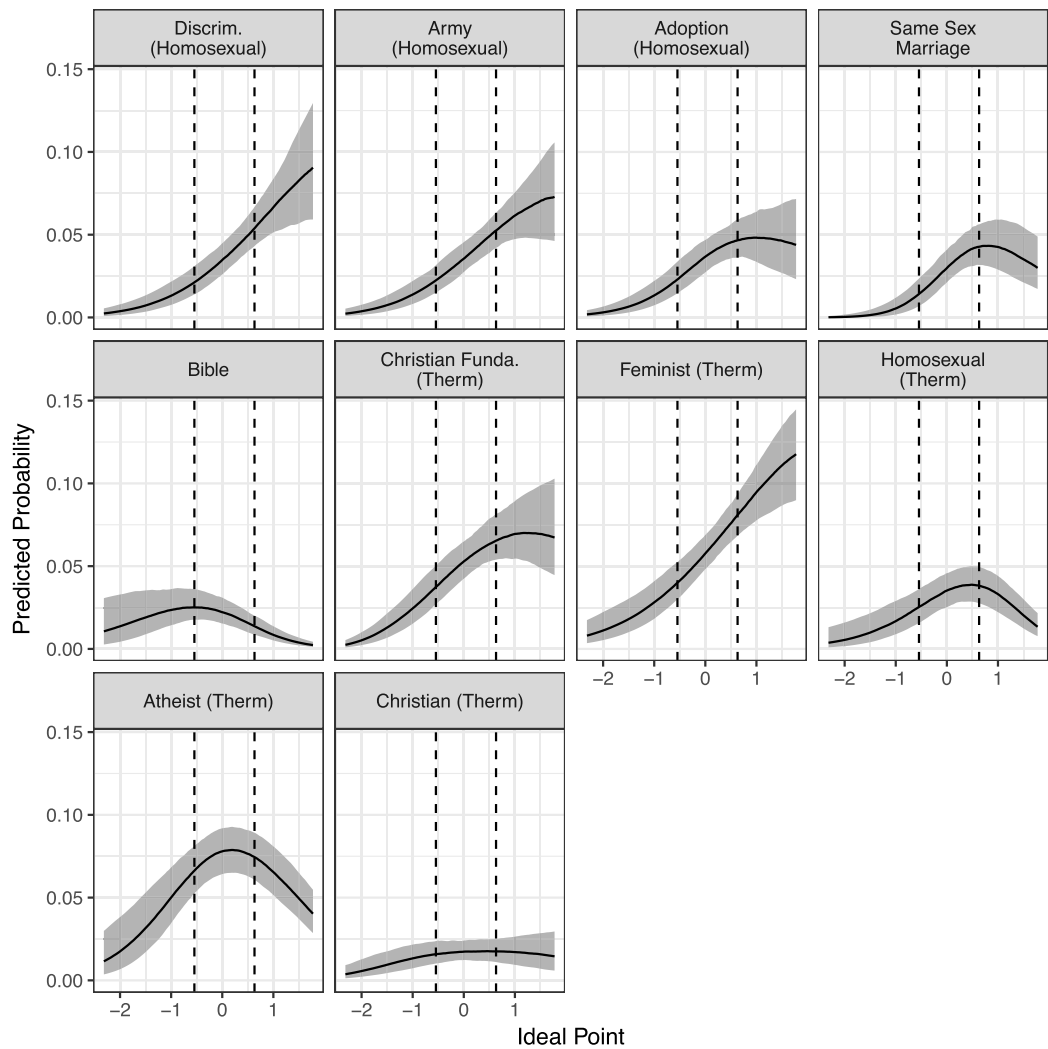 Discrim.
(Homosexual)
Army
(Homosexual)
Adoption
(Homosexual)
Same Sex
Marriage
0.15
0.10
0.05
0.00
Bible
Christian Funda.
(Therm)
Feminist (Therm)
Homosexual
(Therm)
0.15
0.10
0.05
0.00
−2 −1 0 1
−2 −1 0 1
Atheist (Therm)
Christian (Therm)
0.15
0.10
0.05
0.00
−2 −1 0 1
−2 −1 0 1
Predicted Probability
Ideal Point